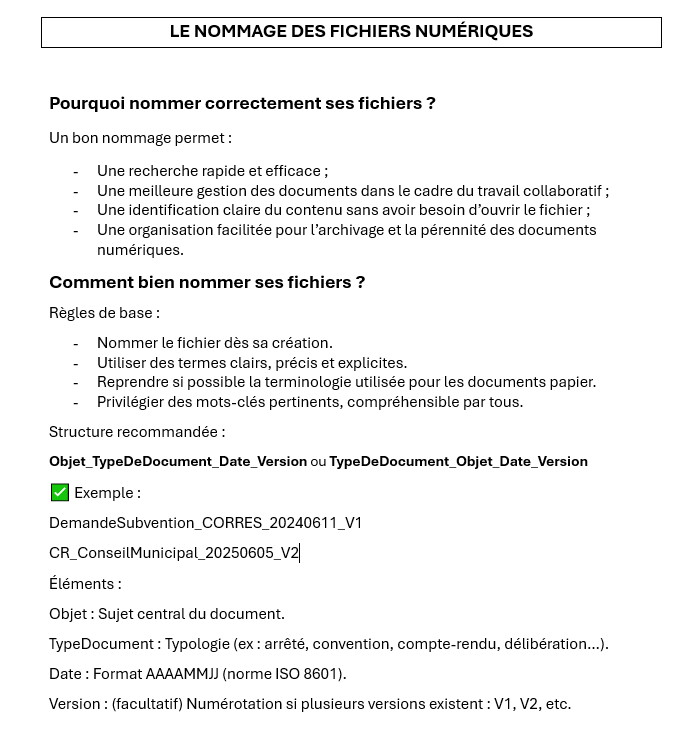 LE NOMMAGE DES FICHIERS NUMÉRIQUES
Pourquoi nommer correctement ses fichiers ?
Un bon nommage permet :
- Une recherche rapide et efficace ;
- Une meilleure gestion des documents dans le cadre du travail collaboratif ;
- Une identification claire du contenu sans avoir besoin d’ouvrir le fichier ;
- Une organisation facilitée pour l’archivage et la pérennité des documents
numériques.
Comment bien nommer ses fichiers ?
Règles de base :
- Nommer le fichier dès sa création.
- Utiliser des termes clairs, précis et explicites.
- Reprendre si possible la terminologie utilisée pour les documents papier.
- Privilégier des mots-clés pertinents, compréhensible par tous.
Structure recommandée :
Objet_TypeDeDocument_Date_Version ou TypeDeDocument_Objet_Date_Version
✅ Exemple :
DemandeSubvention_CORRES_20240611_V1
CR_ConseilMunicipal_20250605_V2
Éléments :
Objet : Sujet central du document.
TypeDocument : Typologie (ex : arrêté, convention, compte-rendu, délibération...).
Date : Format AAAAMMJJ (norme ISO 8601).
Version : (facultatif) Numérotation si plusieurs versions existent : V1, V2, etc.